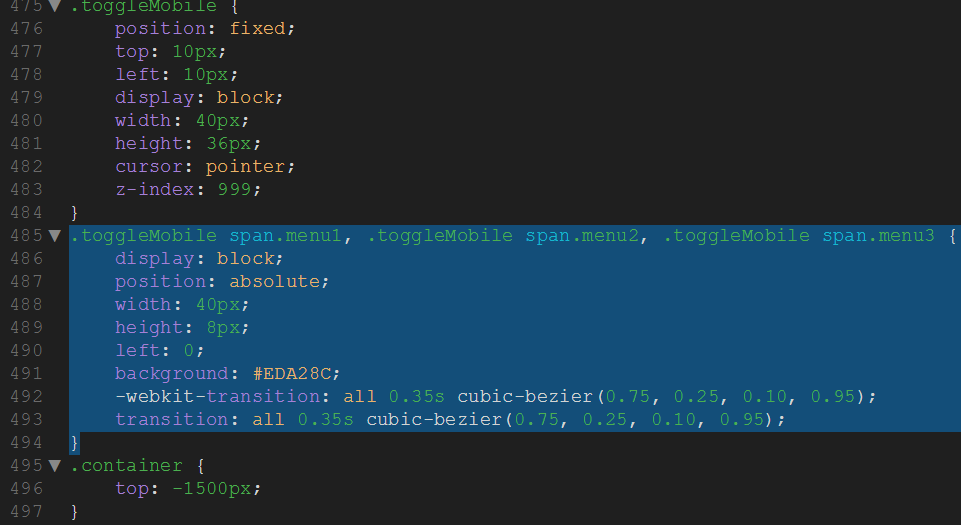 475 ▼ .toggleMobile {
476     position: fixed;
477     top: 10px;
478     left: 10px;
479     display: block;
480     width: 40px;
481     height: 36px;
482     cursor: pointer;
483     z-index: 999;
484 }
485 ▼ .toggleMobile span.menu1, .toggleMobile span.menu2, .toggleMobile span.menu3 {
486     display: block;
487     position: absolute;
488     width: 40px;
489     height: 8px;
490     left: 0;
491     background: #EDA28C;
492     -webkit-transition: all 0.35s cubic-bezier(0.75, 0.25, 0.10, 0.95);
493     transition: all 0.35s cubic-bezier(0.75, 0.25, 0.10, 0.95);
494 }
495 ▼ .container {
496     top: -1500px;
497 }